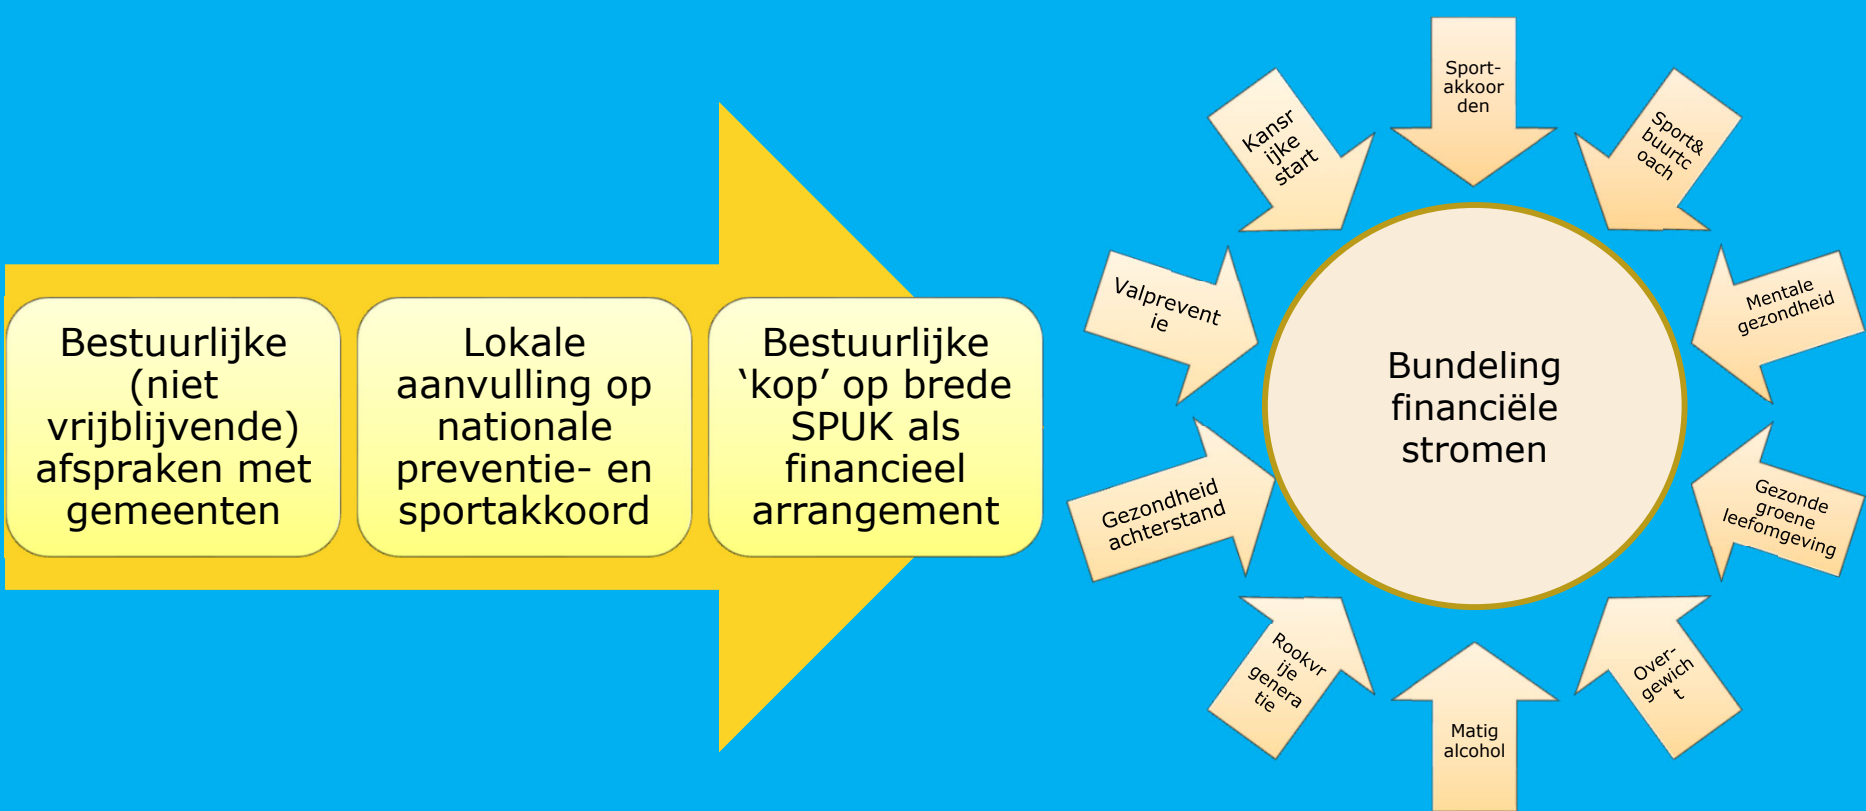 Bestuurlijke
(niet
vrijblijvende)
afspraken met
gemeenten
Lokale
aanvulling op
nationale
preventie- en
sportakkoord
Bestuurlijke
‘kop’ op brede
SPUK als
financieel
arrangement
Bundeling
financiële
stromen
Sport-
akkoor
den
Sport&
buurtc
oach
Mentale
gezondheid
Gezonde
groene
leefomgeving
Over-
gewich
t
Matig
alcohol
Rookvr
ije
genera
tie
Gezondheid
achterstand
Valprevent
ie
Kansr
ijke
start